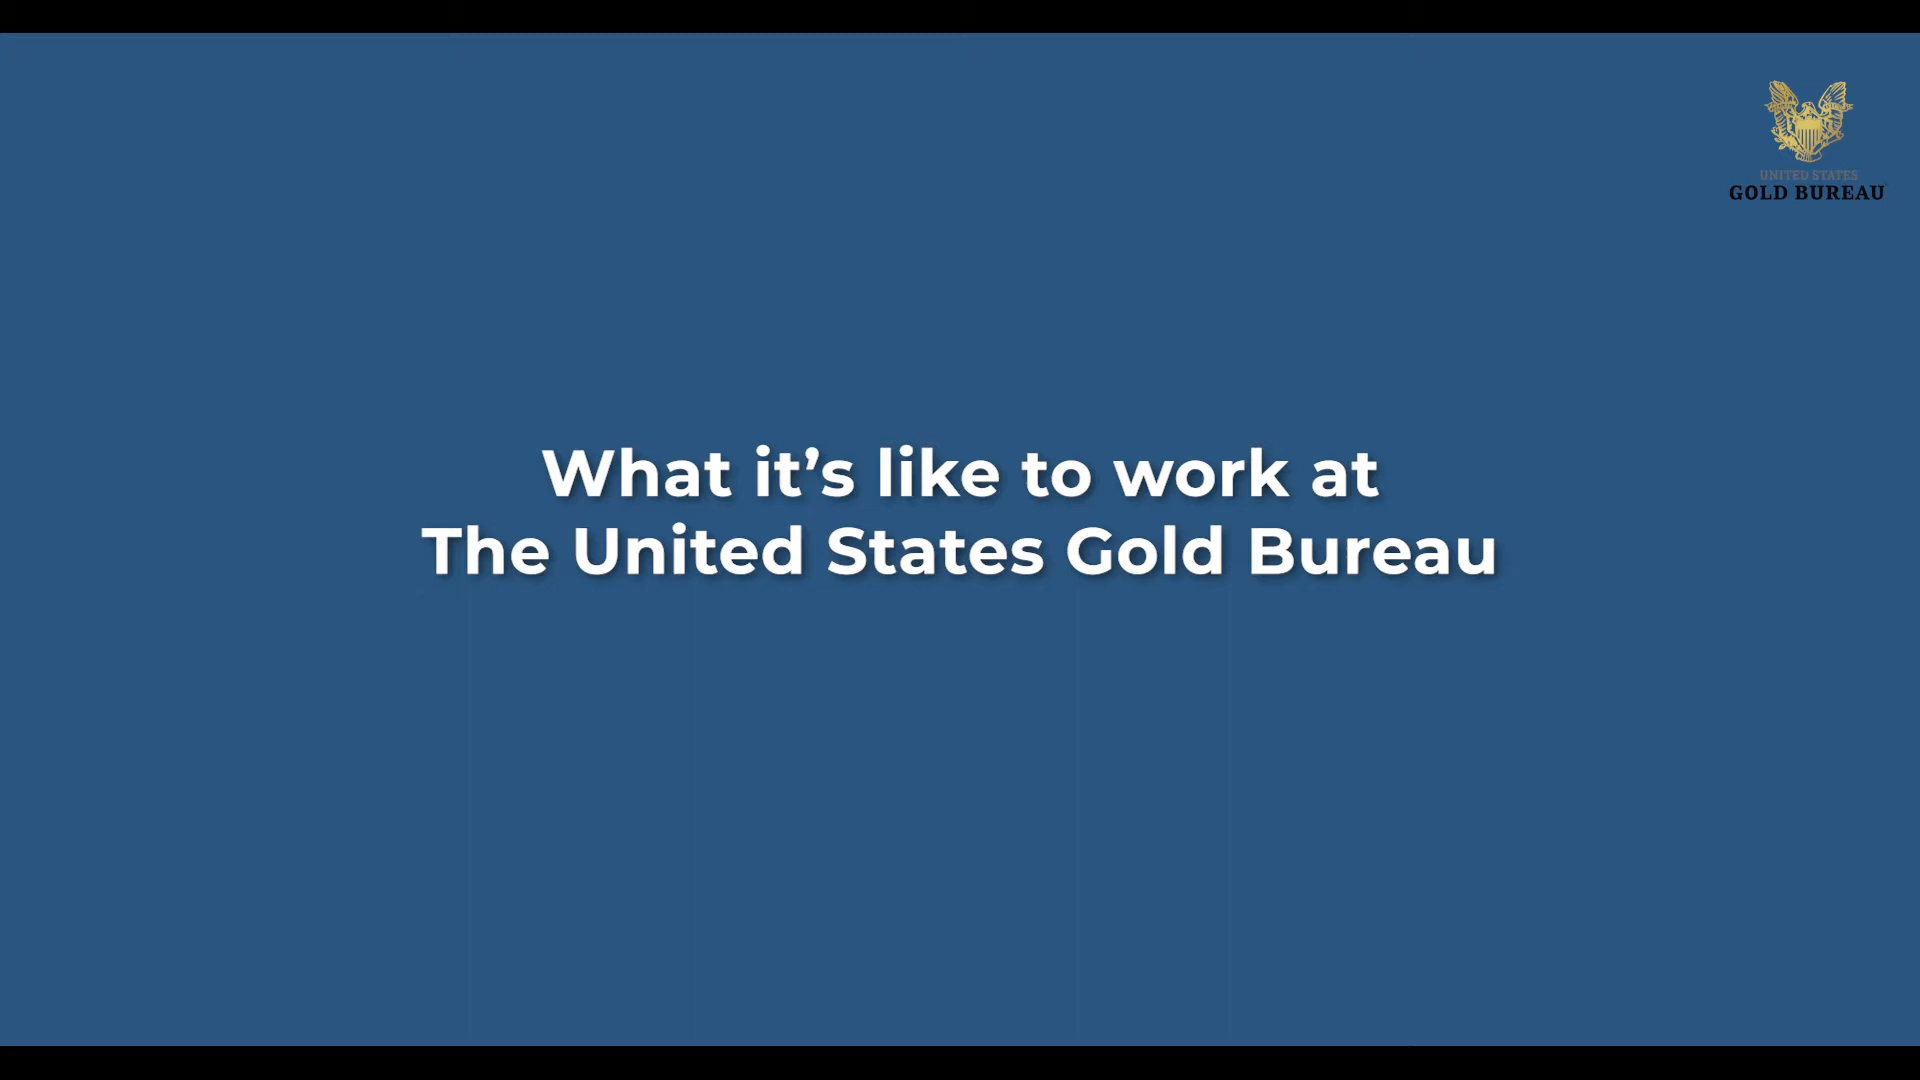 UNITED STATES
GOLD BUREAU
What it’s like to work at
The United States Gold Bureau